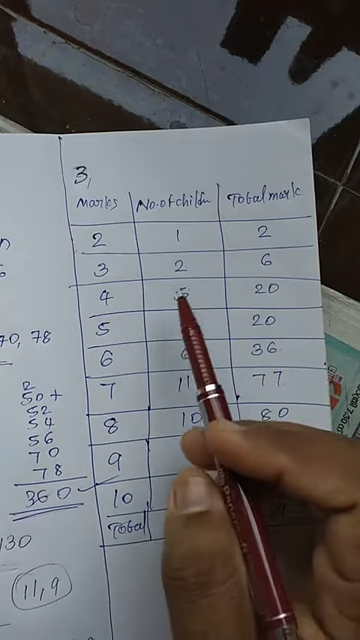 3,
Marks No.of childn Total mark
2 1 2
3 2 6
4 5 20
5 20
6 6 36
7 11 77
8 10 80
9
10
Total
70, 78
2
50 +
52
54
56
70
78
360
130
11, 9